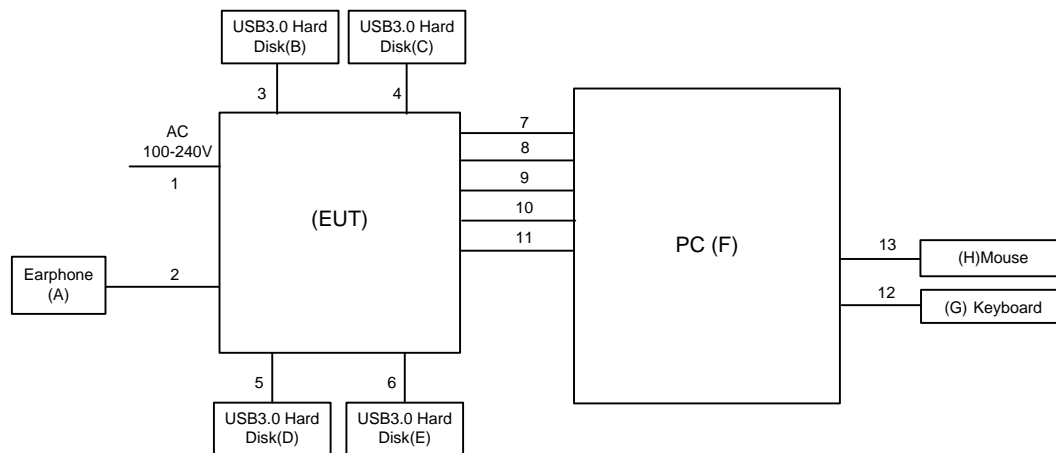 USB3.0 Hard
Disk(B)
USB3.0 Hard
Disk(C)
3
4
AC
100-240V
1
7
8
9
10
11
(EUT)
PC (F)
Earphone
(A)
2
13
(H)Mouse
12
(G) Keyboard
5
6
USB3.0 Hard
Disk(D)
USB3.0 Hard
Disk(E)